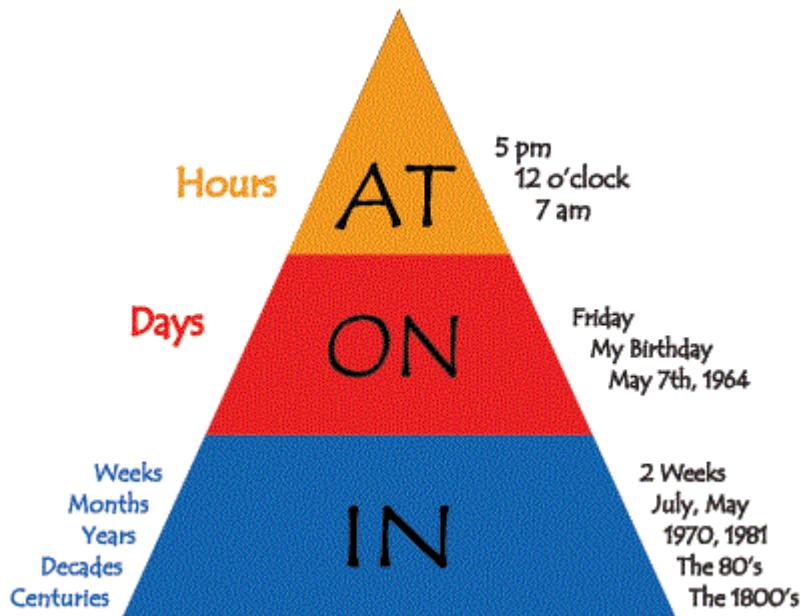 5 pm
12 o'clock
7 am
Hours
AT
Days
ON
Friday
My Birthday
May 7th, 1964
Weeks
Months
Years
Decades
Centuries
IN
2 Weeks
July, May
1970, 1981
The 80's
The 1800's